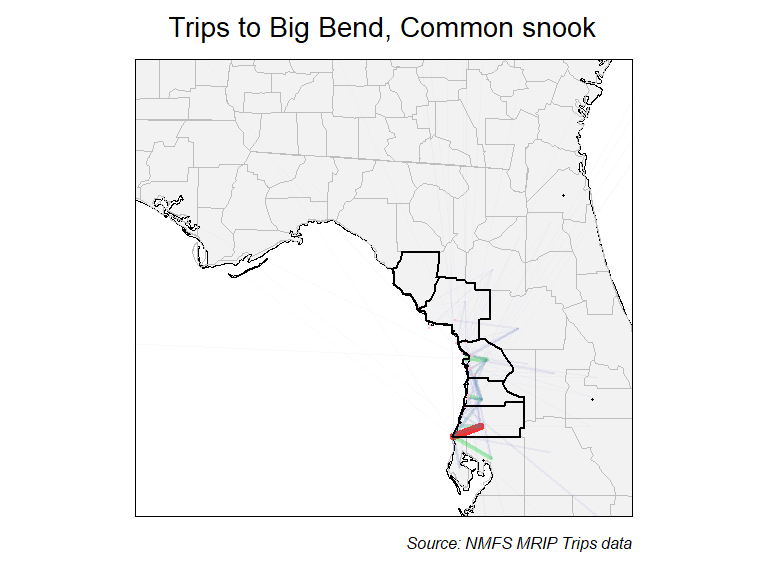 Trips to Big Bend, Common snook
Source: NMFS MRIP Trips data